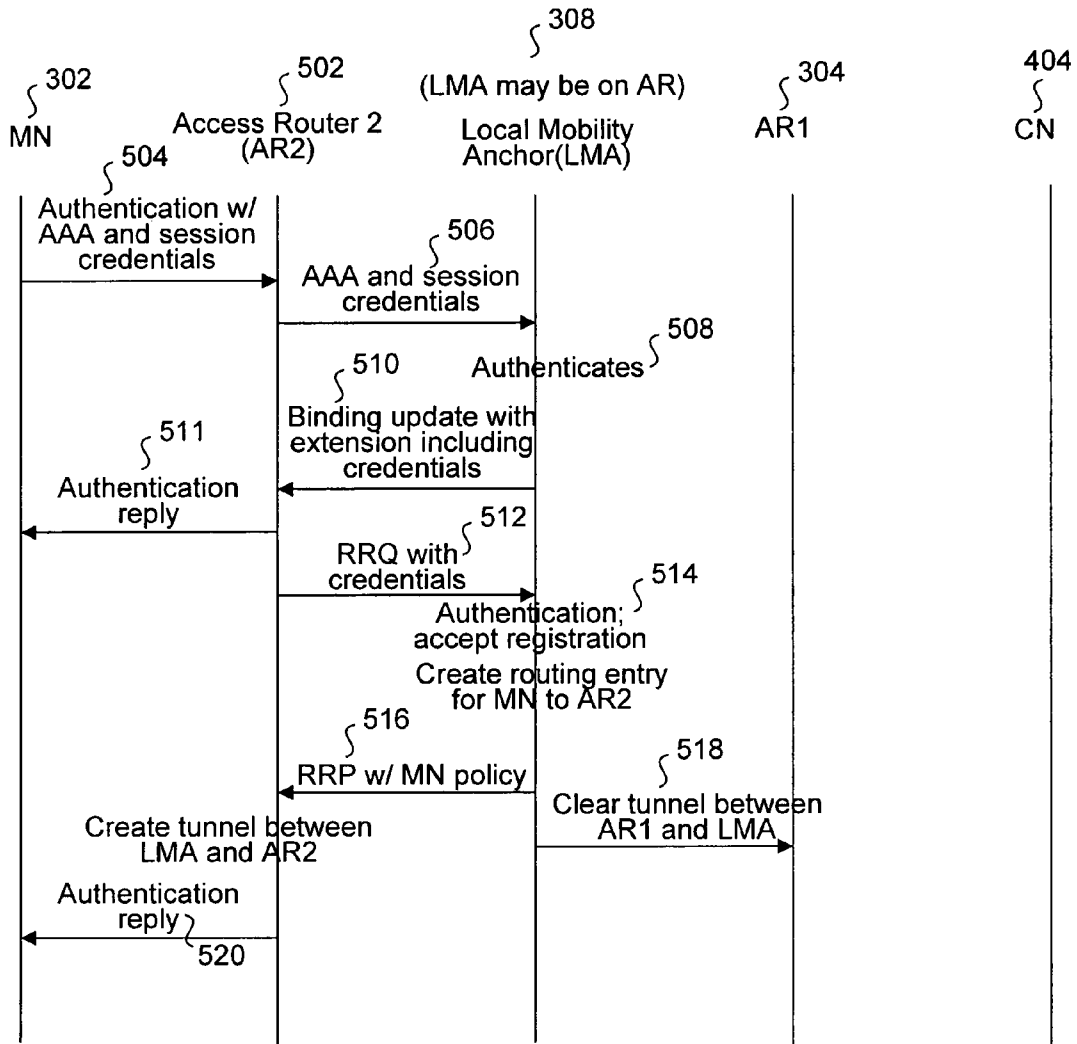 308
302
502
(LMA may be on AR)
304
404
MN
Access Router 2
(AR2)
Local Mobility
Anchor(LMA)
AR1
CN
504
Authentication w/
AAA and session
credentials
506
AAA and session
credentials
508
Authenticates
510
Binding update with
extension including
credentials
511
Authentication
reply
512
RRQ with
credentials
514
Authentication;
accept registration
Create routing entry
for MN to AR2
516
RRP w/ MN policy
518
Clear tunnel between
AR1 and LMA
Create tunnel between
LMA and AR2
Authentication
reply
520